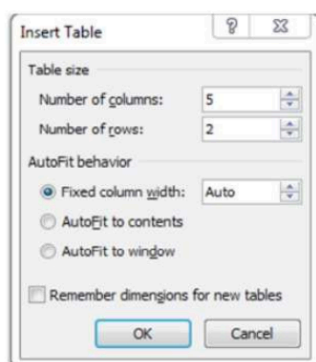 Insert Table
Table size
Number of columns: 5
Number of rows: 2
AutoFit behavior
Fixed column width: Auto
AutoFit to contents
AutoFit to window
Remember dimensions for new tables
OK Cancel